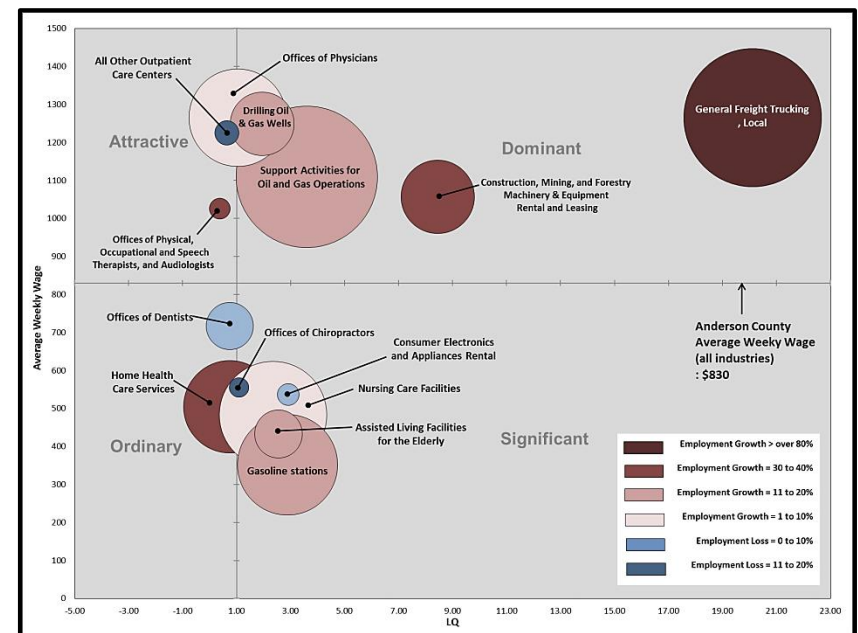 1500
1400
1300
1200
1100
1000
900
800
700
600
500
400
300
200
100
0
Average Weekly Wage
-5.00
-3.00
-1.00
1.00
3.00
5.00
7.00
9.00
11.00
13.00
15.00
17.00
19.00
21.00
23.00
LQ
Attractive
Dominant
Ordinary
Significant
All Other Outpatient
Care Centers
Offices of Physicians
Drilling Oil
& Gas Wells
Support Activities for
Oil and Gas Operations
Offices of Physical,
Occupational and Speech
Therapists, and Audiologists
Construction, Mining, and Forestry
Machinery & Equipment
Rental and Leasing
General Freight Trucking
, Local
Offices of Dentists
Offices of Chiropractors
Consumer Electronics
and Appliances Rental
Home Health
Care Services
Nursing Care Facilities
Assisted Living Facilities
for the Elderly
Gasoline stations
Anderson County
Average Weeky Wage
(all industries)
: $830
Employment Growth > over 80%
Employment Growth = 30 to 40%
Employment Growth = 11 to 20%
Employment Growth = 1 to 10%
Employment Loss = 0 to 10%
Employment Loss = 11 to 20%